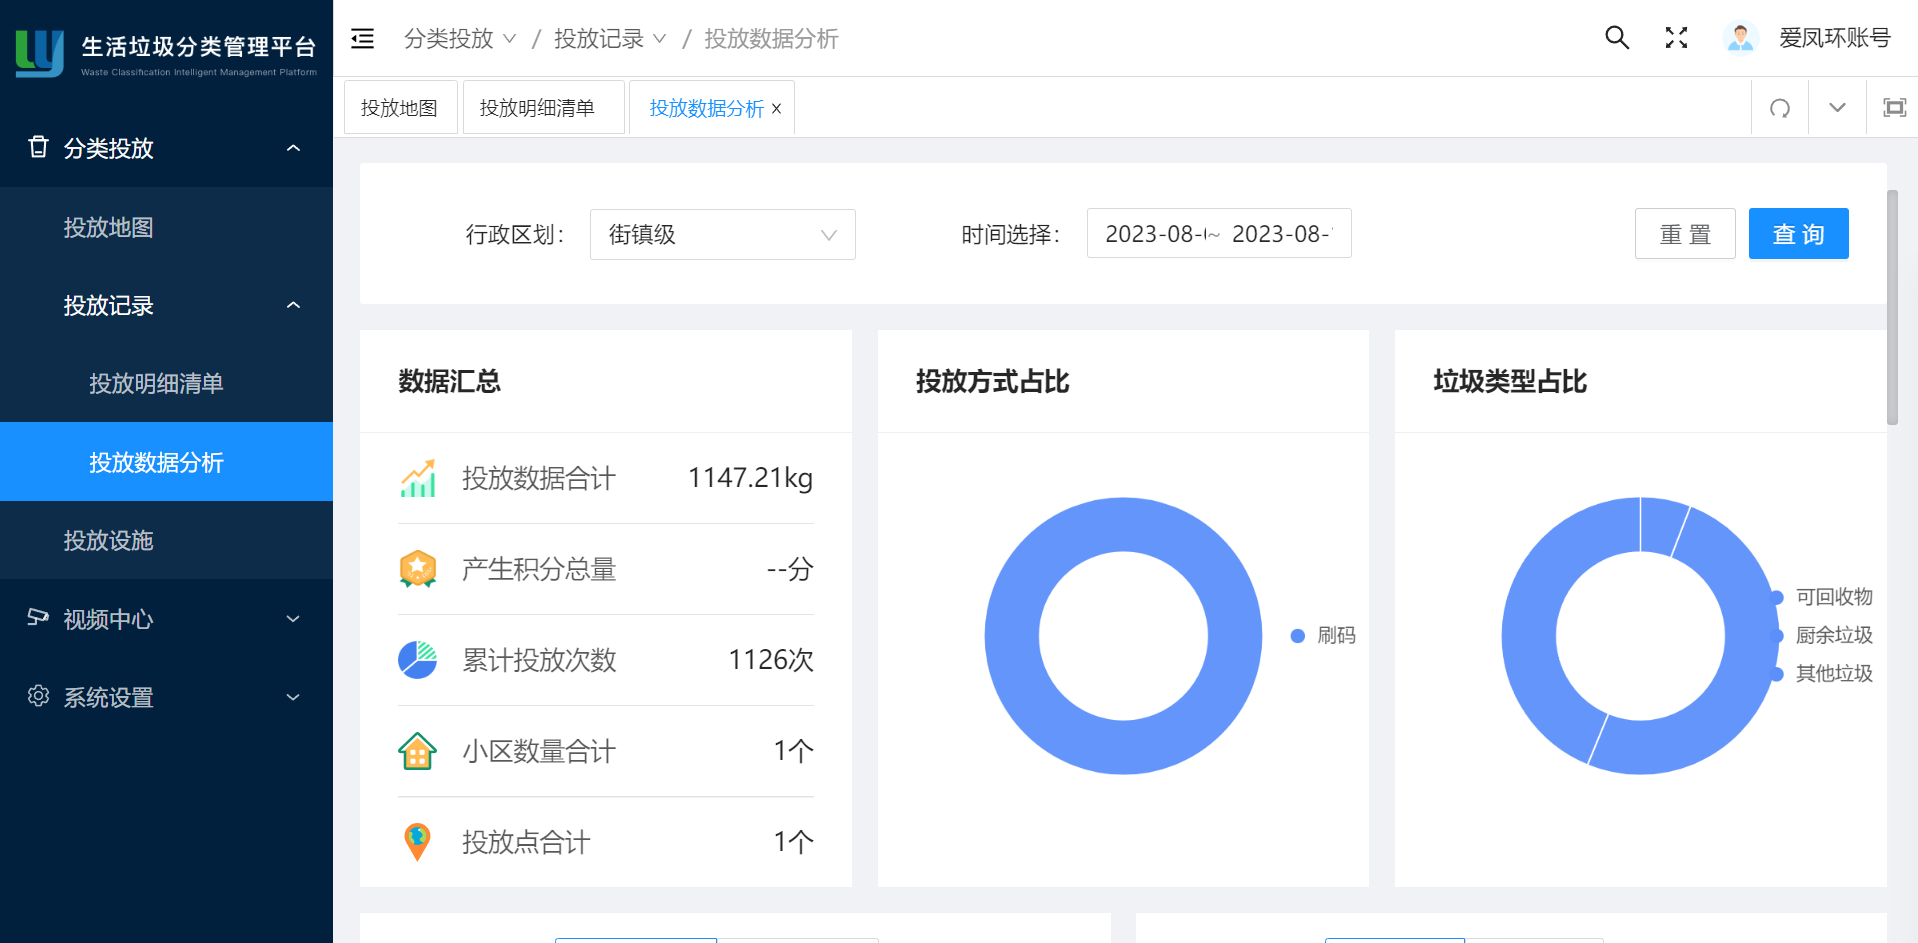 生活垃圾分类管理平台
Waste Classification Intelligent Management Platform
分类投放
投放地图
投放记录
投放明细清单
投放数据分析
投放设施
视频中心
系统设置
分类投放 / 投放记录 / 投放数据分析
爱凤环账号
投放地图 投放明细清单 投放数据分析 ×
行政区划： 街镇级 时间选择： 2023-08- ~ 2023-08- 重 置 查 询
数据汇总
投放数据合计 1147.21kg
产生积分总量 --分
累计投放次数 1126次
小区数量合计 1个
投放点合计 1个
投放方式占比
刷码
垃圾类型占比
可回收物
厨余垃圾
其他垃圾